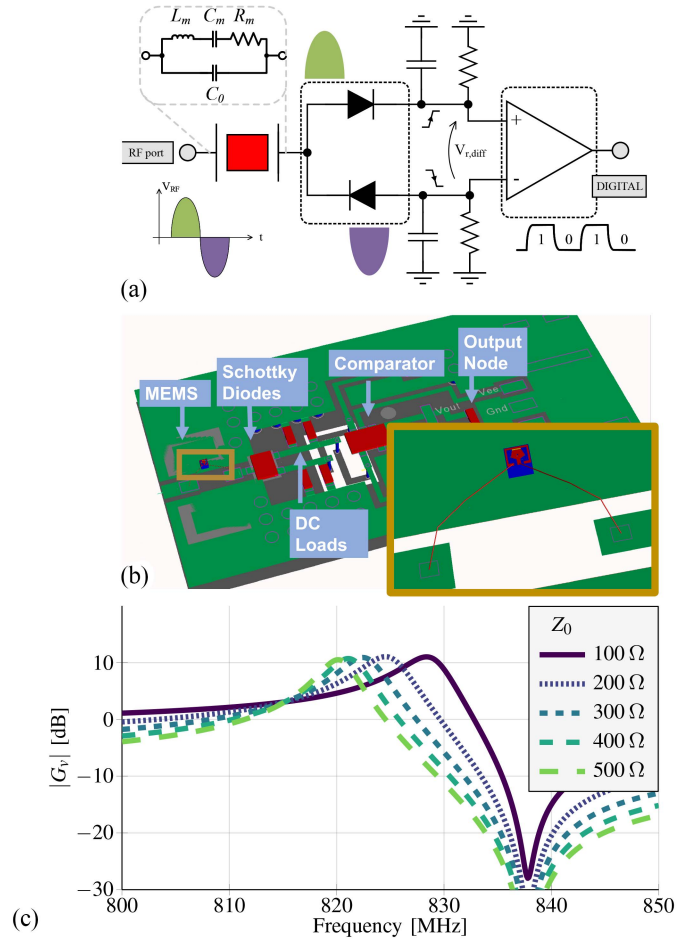 L_m C_m R_m
C_0
RF port
V_RF
t
V_r,diff
+
-
DIGITAL
1 0 1 0
(a)
MEMS
Schottky
Diodes
Comparator
Output
Node
Vout
Vee
Gnd
DC
Loads
(b)
Z_0
100 Ω
200 Ω
300 Ω
400 Ω
500 Ω
|G_v| [dB]
10
0
−10
−20
−30
800 810 820 830 840 850
Frequency [MHz]
(c)